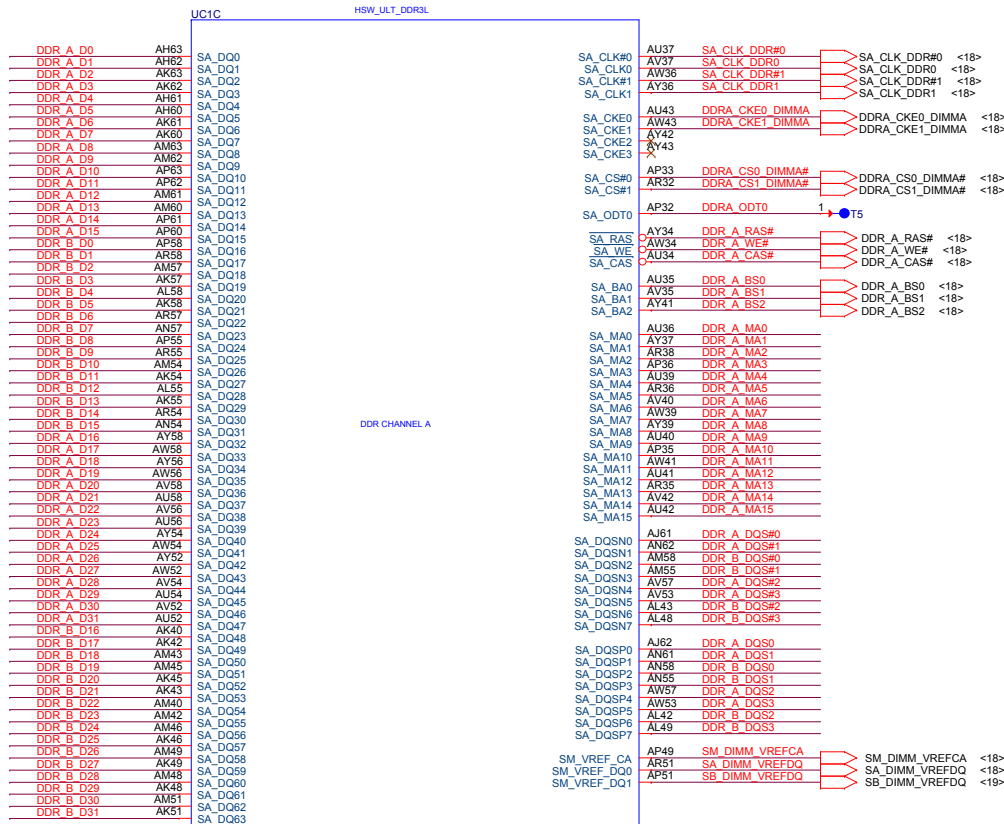 UC1C
HSW_ULT_DDR3L
DDR_A_D0 AH63 SA_DQ0
DDR_A_D1 AH62 SA_DQ1
DDR_A_D2 AK63 SA_DQ2
DDR_A_D3 AK62 SA_DQ3
DDR_A_D4 AH61 SA_DQ4
DDR_A_D5 AH60 SA_DQ5
DDR_A_D6 AK61 SA_DQ6
DDR_A_D7 AK60 SA_DQ7
DDR_A_D8 AM63 SA_DQ8
DDR_A_D9 AM62 SA_DQ9
DDR_A_D10 AP63 SA_DQ10
DDR_A_D11 AP62 SA_DQ11
DDR_A_D12 AM61 SA_DQ12
DDR_A_D13 AM60 SA_DQ13
DDR_A_D14 AP61 SA_DQ14
DDR_A_D15 AP60 SA_DQ15
DDR_B_D0 AP58 SA_DQ16
DDR_B_D1 AR58 SA_DQ17
DDR_B_D2 AM57 SA_DQ18
DDR_B_D3 AK57 SA_DQ19
DDR_B_D4 AL58 SA_DQ20
DDR_B_D5 AK58 SA_DQ21
DDR_B_D6 AR57 SA_DQ22
DDR_B_D7 AN57 SA_DQ23
DDR_B_D8 AP55 SA_DQ24
DDR_B_D9 AR55 SA_DQ25
DDR_B_D10 AM54 SA_DQ26
DDR_B_D11 AK54 SA_DQ27
DDR_B_D12 AL55 SA_DQ28
DDR_B_D13 AK55 SA_DQ29
DDR_B_D14 AR54 SA_DQ30
DDR_B_D15 AN54 SA_DQ31
DDR_A_D16 AY58 SA_DQ32
DDR_A_D17 AW58 SA_DQ33
DDR_A_D18 AY56 SA_DQ34
DDR_A_D19 AW56 SA_DQ35
DDR_A_D20 AV58 SA_DQ36
DDR_A_D21 AU58 SA_DQ37
DDR_A_D22 AV56 SA_DQ38
DDR_A_D23 AU56 SA_DQ39
DDR_A_D24 AY54 SA_DQ40
DDR_A_D25 AW54 SA_DQ41
DDR_A_D26 AY52 SA_DQ42
DDR_A_D27 AW52 SA_DQ43
DDR_A_D28 AV54 SA_DQ44
DDR_A_D29 AU54 SA_DQ45
DDR_A_D30 AV52 SA_DQ46
DDR_A_D31 AU52 SA_DQ47
DDR_B_D16 AK40 SA_DQ48
DDR_B_D17 AK42 SA_DQ49
DDR_B_D18 AM43 SA_DQ50
DDR_B_D19 AM45 SA_DQ51
DDR_B_D20 AK45 SA_DQ52
DDR_B_D21 AK43 SA_DQ53
DDR_B_D22 AM40 SA_DQ54
DDR_B_D23 AM42 SA_DQ55
DDR_B_D24 AM46 SA_DQ56
DDR_B_D25 AK46 SA_DQ57
DDR_B_D26 AM49 SA_DQ58
DDR_B_D27 AK49 SA_DQ59
DDR_B_D28 AM48 SA_DQ60
DDR_B_D29 AK48 SA_DQ61
DDR_B_D30 AM51 SA_DQ62
DDR_B_D31 AK51 SA_DQ63
DDR CHANNEL A
SA_CLK#0 AU37 SA_CLK_DDR#0 SA_CLK_DDR#0 <18>
SA_CLK0 AV37 SA_CLK_DDR0 SA_CLK_DDR0 <18>
SA_CLK#1 AW36 SA_CLK_DDR#1 SA_CLK_DDR#1 <18>
SA_CLK1 AY36 SA_CLK_DDR1 SA_CLK_DDR1 <18>
SA_CKE0 AU43 DDRA_CKE0_DIMMA DDRA_CKE0_DIMMA <18>
SA_CKE1 AW43 DDRA_CKE1_DIMMA DDRA_CKE1_DIMMA <18>
SA_CKE2 AY42
SA_CKE3 AY43
SA_CS#0 AP33 DDRA_CS0_DIMMA# DDRA_CS0_DIMMA# <18>
SA_CS#1 AR32 DDRA_CS1_DIMMA# DDRA_CS1_DIMMA# <18>
SA_ODT0 AP32 DDRA_ODT0 1 T5
SA_RAS AY34 DDR_A_RAS# DDR_A_RAS# <18>
SA_WE AW34 DDR_A_WE# DDR_A_WE# <18>
SA_CAS AU34 DDR_A_CAS# DDR_A_CAS# <18>
SA_BA0 AU35 DDR_A_BS0 DDR_A_BS0 <18>
SA_BA1 AV35 DDR_A_BS1 DDR_A_BS1 <18>
SA_BA2 AY41 DDR_A_BS2 DDR_A_BS2 <18>
SA_MA0 AU36 DDR_A_MA0
SA_MA1 AY37 DDR_A_MA1
SA_MA2 AR38 DDR_A_MA2
SA_MA3 AP36 DDR_A_MA3
SA_MA4 AU39 DDR_A_MA4
SA_MA5 AR36 DDR_A_MA5
SA_MA6 AV40 DDR_A_MA6
SA_MA7 AW39 DDR_A_MA7
SA_MA8 AY39 DDR_A_MA8
SA_MA9 AU40 DDR_A_MA9
SA_MA10 AP35 DDR_A_MA10
SA_MA11 AW41 DDR_A_MA11
SA_MA12 AU41 DDR_A_MA12
SA_MA13 AR35 DDR_A_MA13
SA_MA14 AV42 DDR_A_MA14
SA_MA15 AU42 DDR_A_MA15
SA_DQSN0 AJ61 DDR_A_DQS#0
SA_DQSN1 AN62 DDR_A_DQS#1
SA_DQSN2 AM58 DDR_B_DQS#0
SA_DQSN3 AM55 DDR_B_DQS#1
SA_DQSN4 AV57 DDR_A_DQS#2
SA_DQSN5 AV53 DDR_A_DQS#3
SA_DQSN6 AL43 DDR_B_DQS#2
SA_DQSN7 AL48 DDR_B_DQS#3
SA_DQSP0 AJ62 DDR_A_DQS0
SA_DQSP1 AN61 DDR_A_DQS1
SA_DQSP2 AN58 DDR_B_DQS0
SA_DQSP3 AN55 DDR_B_DQS1
SA_DQSP4 AW57 DDR_A_DQS2
SA_DQSP5 AW53 DDR_A_DQS3
SA_DQSP6 AL42 DDR_B_DQS2
SA_DQSP7 AL49 DDR_B_DQS3
SM_VREF_CA AP49 SM_DIMM_VREFCA SM_DIMM_VREFCA <18>
SM_VREF_DQ0 AR51 SA_DIMM_VREFDQ SA_DIMM_VREFDQ <18>
SM_VREF_DQ1 AP51 SB_DIMM_VREFDQ SB_DIMM_VREFDQ <19>